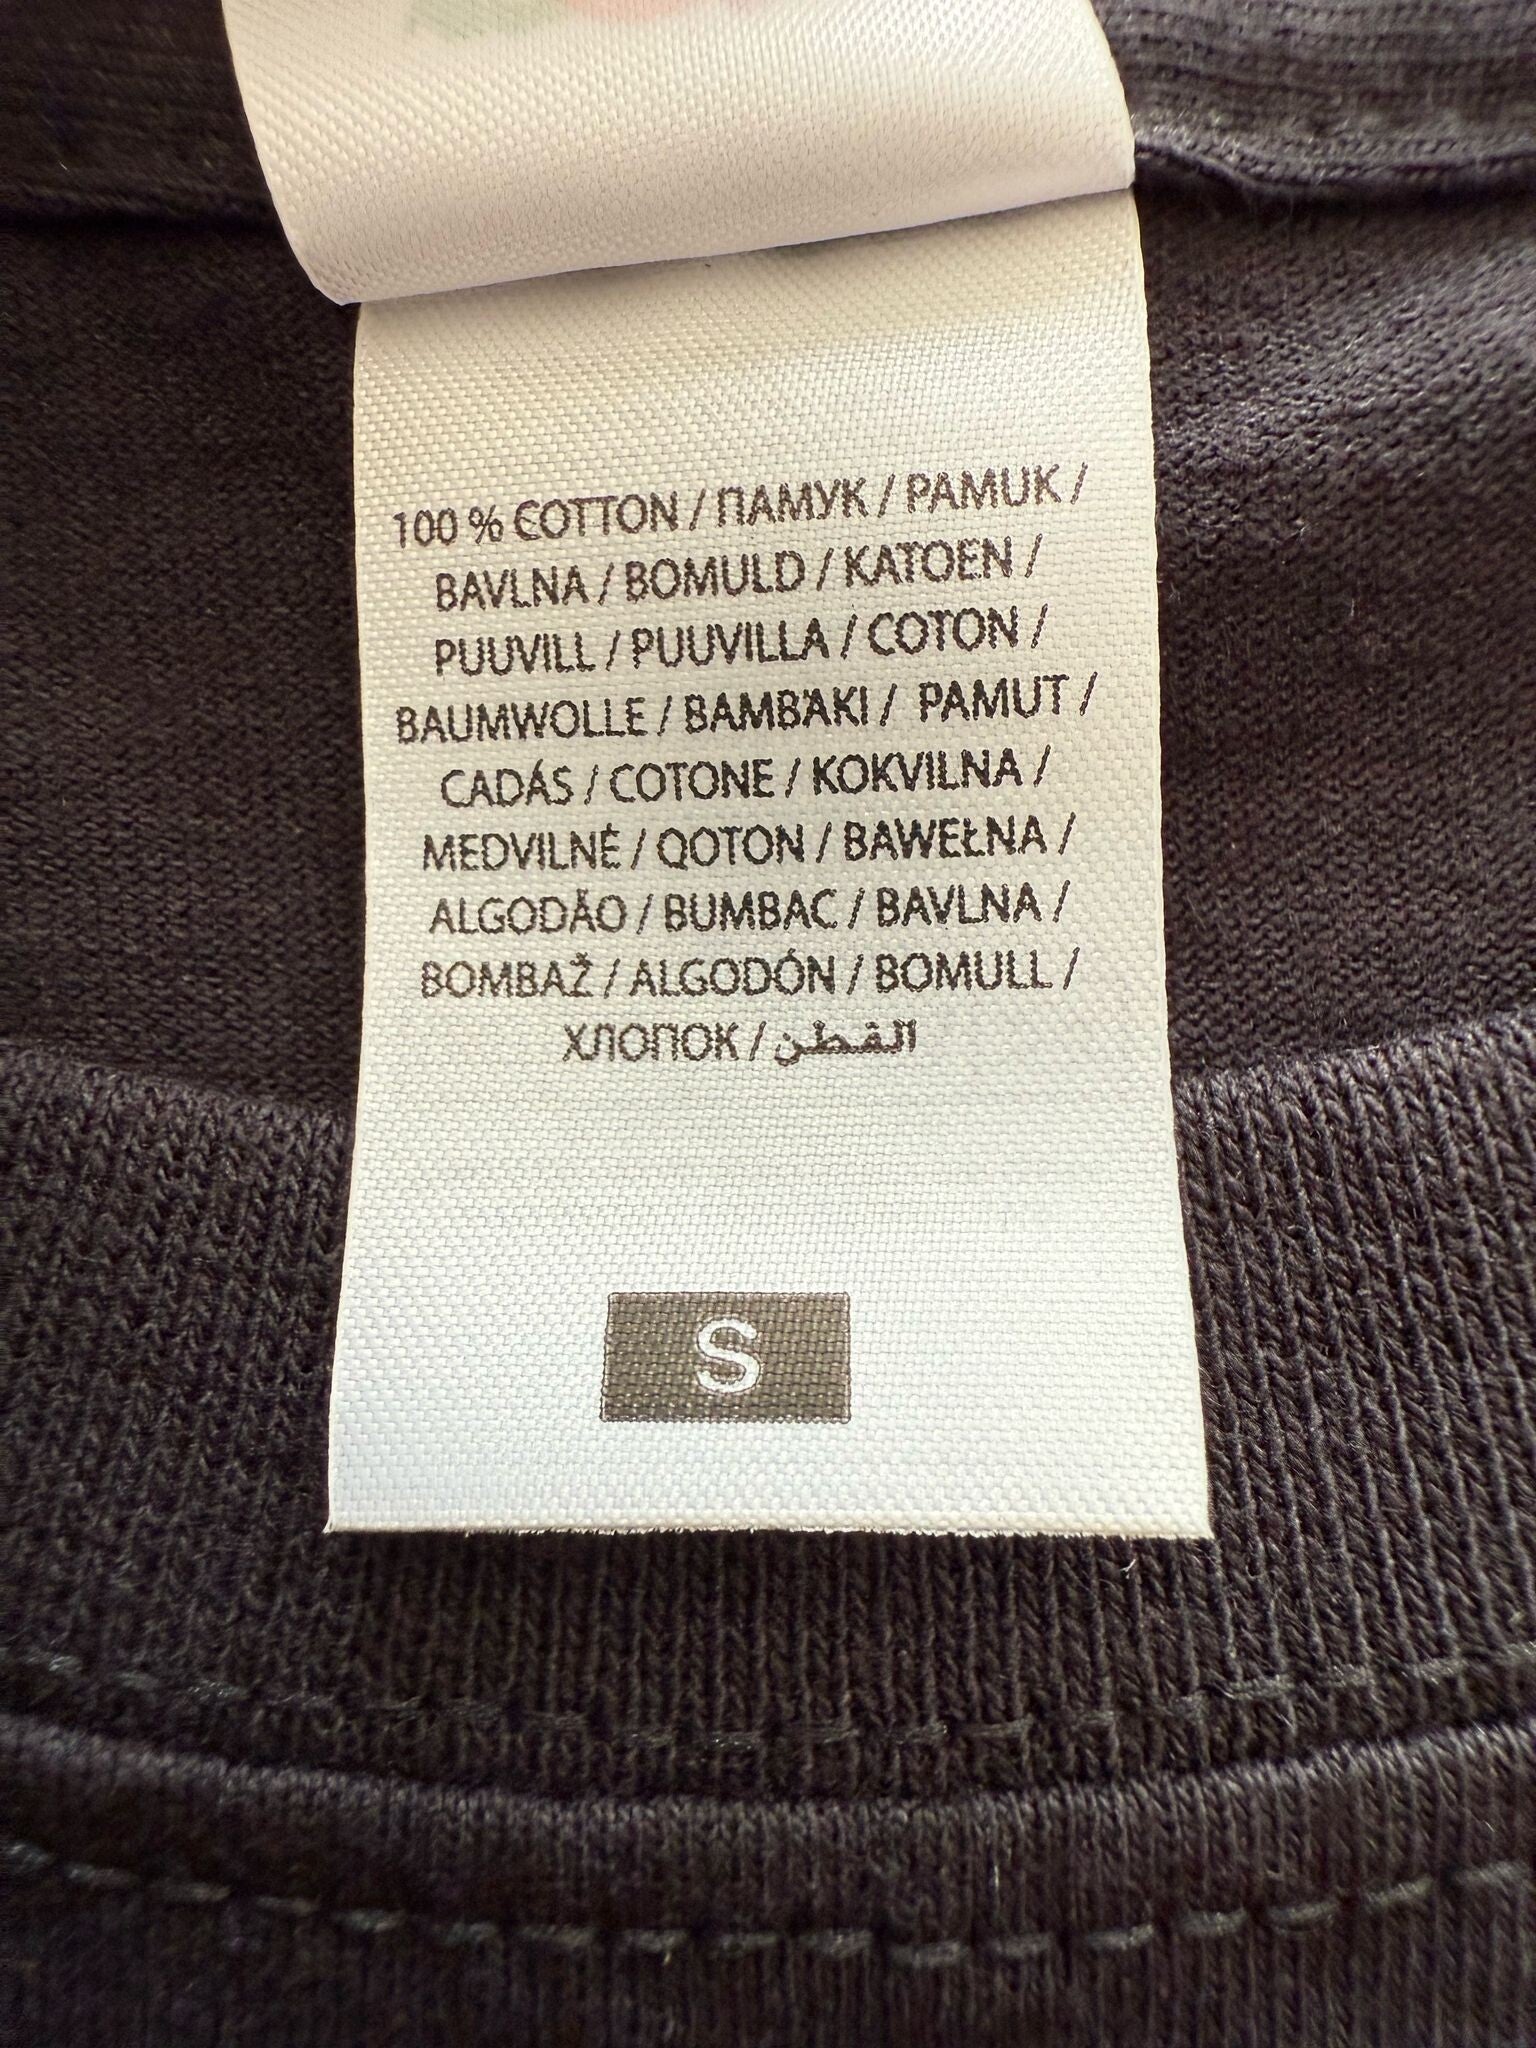 100 % COTTON / ПАМУК / PAMUK /
BAVLNA / BOMULD / KATOEN /
PUUVILL / PUUVILLA / COTON /
BAUMWOLLE / BAMBAKI / PAMUT /
CADÁS / COTONE / KOKVILNA /
MEDVILNĖ / QOTON / BAWEŁNA /
ALGODÃO / BUMBAC / BAVLNA /
BOMBAŽ / ALGODÓN / BOMULL /
ХЛОПОК / القطن
S